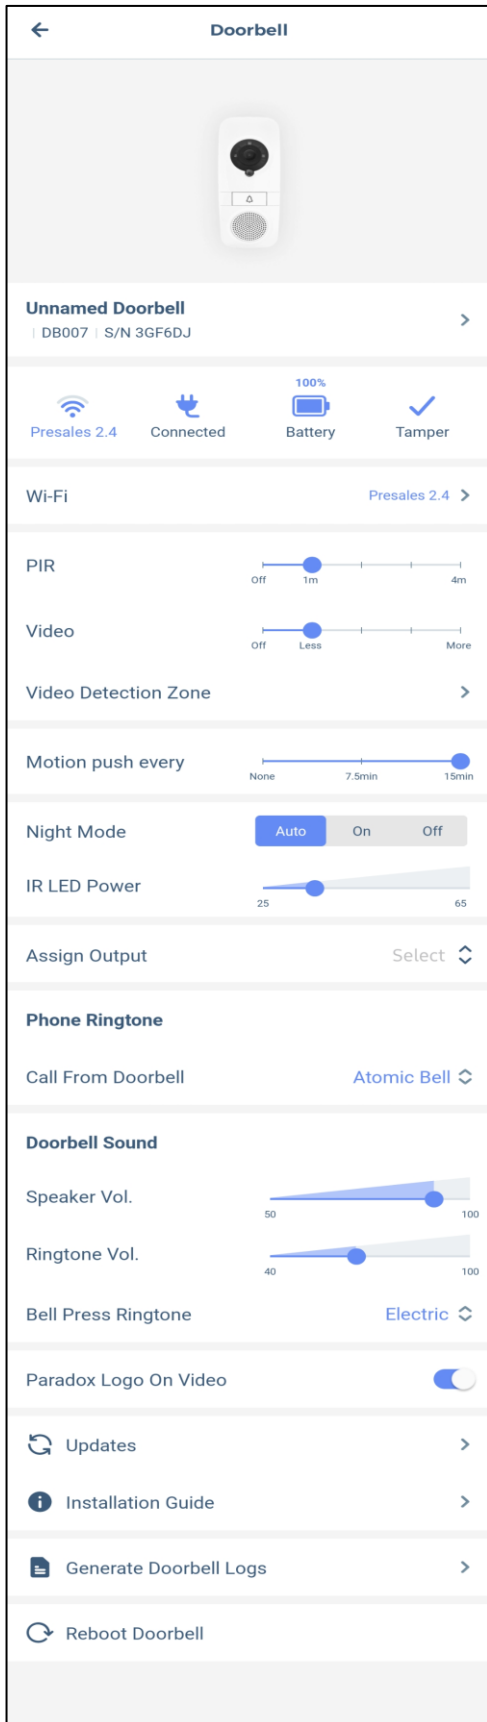 Doorbell
Unnamed Doorbell
| DB007 | S/N 3GF6DJ
100%
Presales 2.4 Connected Battery Tamper
Wi-Fi Presales 2.4
PIR
Off 1m 4m
Video
Off Less More
Video Detection Zone
Motion push every
None 7.5min 15min
Night Mode Auto On Off
IR LED Power
25 65
Assign Output Select
Phone Ringtone
Call From Doorbell Atomic Bell
Doorbell Sound
Speaker Vol.
50 100
Ringtone Vol.
40 100
Bell Press Ringtone Electric
Paradox Logo On Video
Updates
Installation Guide
Generate Doorbell Logs
Reboot Doorbell